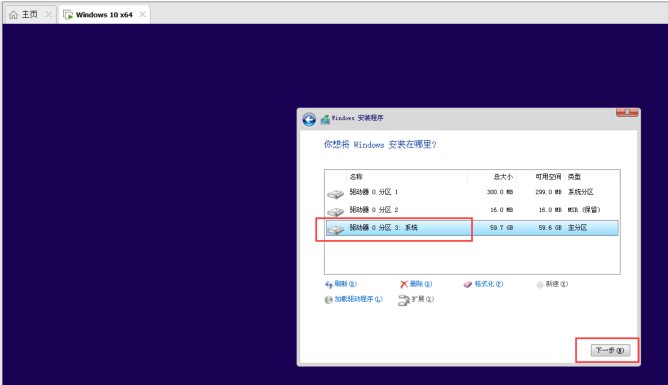 主页
Windows 10 x64
Windows 安装程序
你想将 Windows 安装在哪里?
名称 总大小 可用空间 类型
驱动器 0 分区 1 300.0 MB 299.0 MB 系统分区
驱动器 0 分区 2 16.0 MB 16.0 MB MSR (保留)
驱动器 0 分区 3: 系统 59.7 GB 59.6 GB 主分区
刷新(R) 删除(D) 格式化(F) 新建(E)
加载驱动程序(L) 扩展(X)
下一步(N)